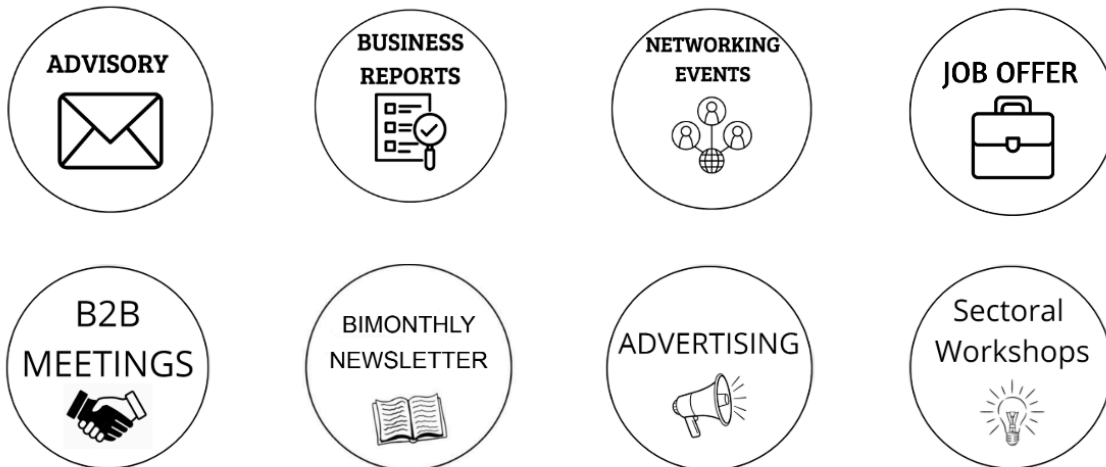 ADVISORY
BUSINESS
REPORTS
NETWORKING
EVENTS
JOB OFFER
B2B
MEETINGS
BIMONTHLY
NEWSLETTER
ADVERTISING
Sectoral
Workshops